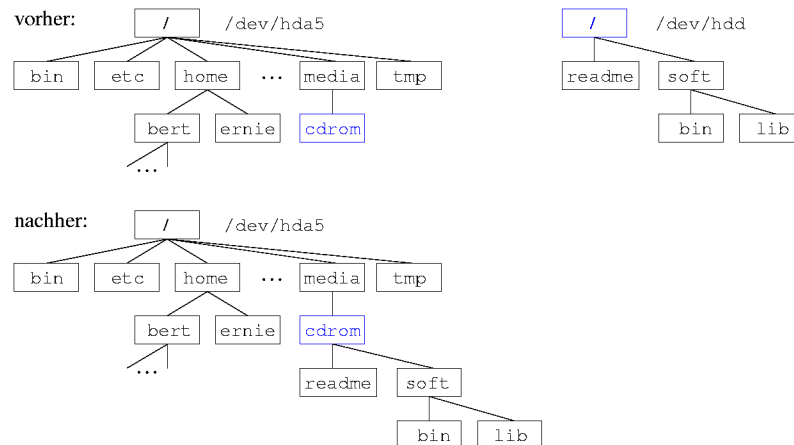 vorher: / /dev/hda5 / /dev/hdd
bin etc home ... media tmp readme soft
bert ernie cdrom bin lib
...
nachher: / /dev/hda5
bin etc home ... media tmp
bert ernie cdrom
...
readme soft
bin lib